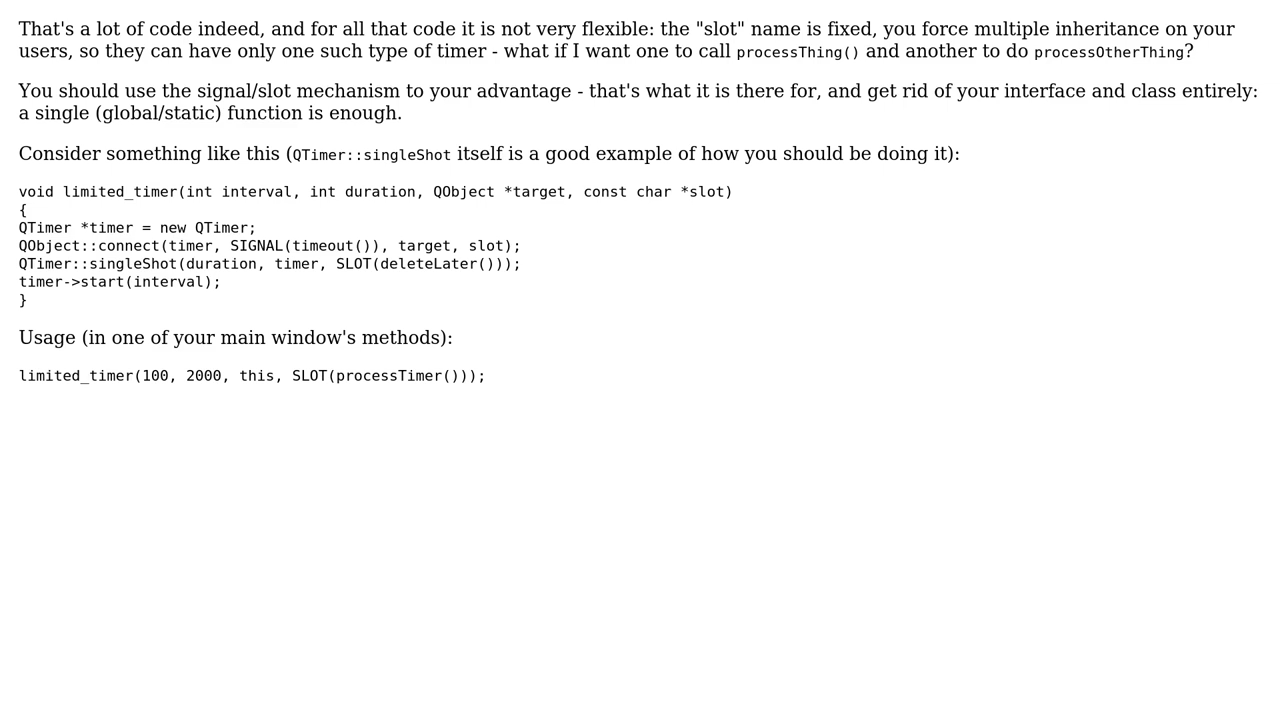 That's a lot of code indeed, and for all that code it is not very flexible: the "slot" name is fixed, you force multiple inheritance on your
users, so they can have only one such type of timer - what if I want one to call processThing() and another to do processOtherThing?
You should use the signal/slot mechanism to your advantage - that's what it is there for, and get rid of your interface and class entirely:
a single (global/static) function is enough.
Consider something like this (QTimer::singleShot itself is a good example of how you should be doing it):
void limited_timer(int interval, int duration, QObject *target, const char *slot)
{
QTimer *timer = new QTimer;
QObject::connect(timer, SIGNAL(timeout()), target, slot);
QTimer::singleShot(duration, timer, SLOT(deleteLater()));
timer->start(interval);
}
Usage (in one of your main window's methods):
limited_timer(100, 2000, this, SLOT(processTimer()));